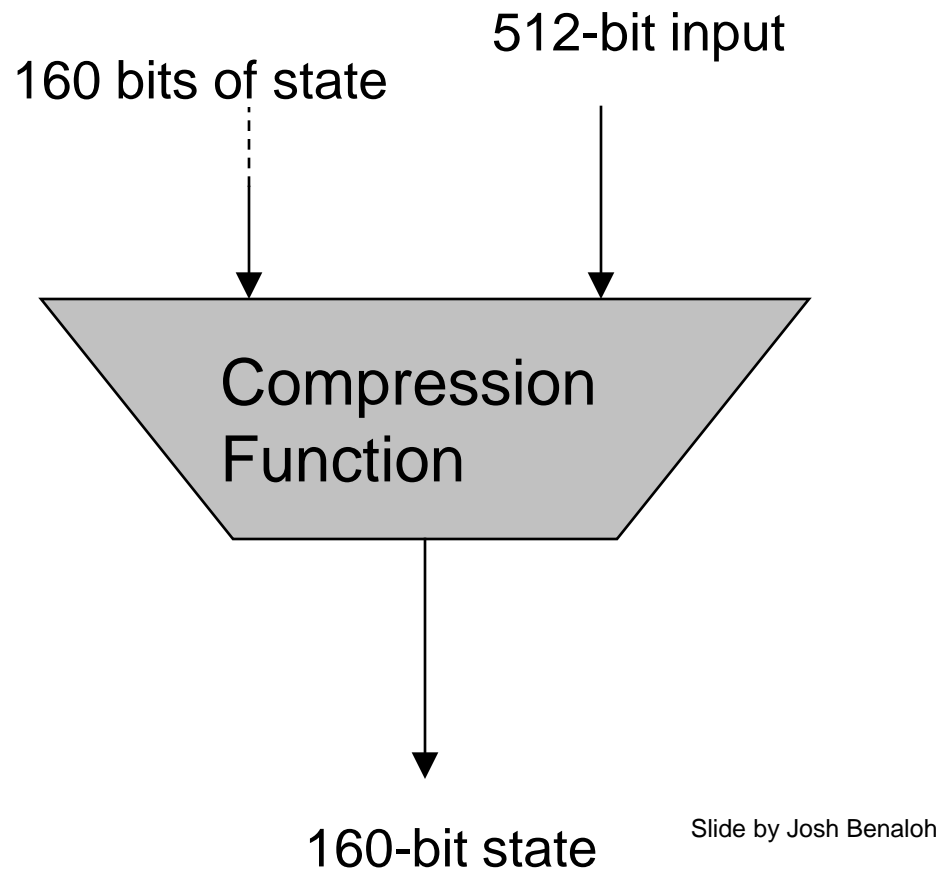 512-bit input
160 bits of state
Compression
Function
160-bit state
Slide by Josh Benaloh